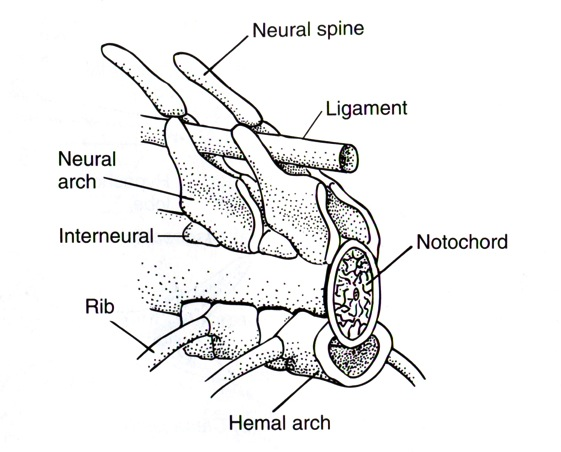 Neural spine
Ligament
Neural
arch
Interneural
Notochord
Rib
Hemal arch